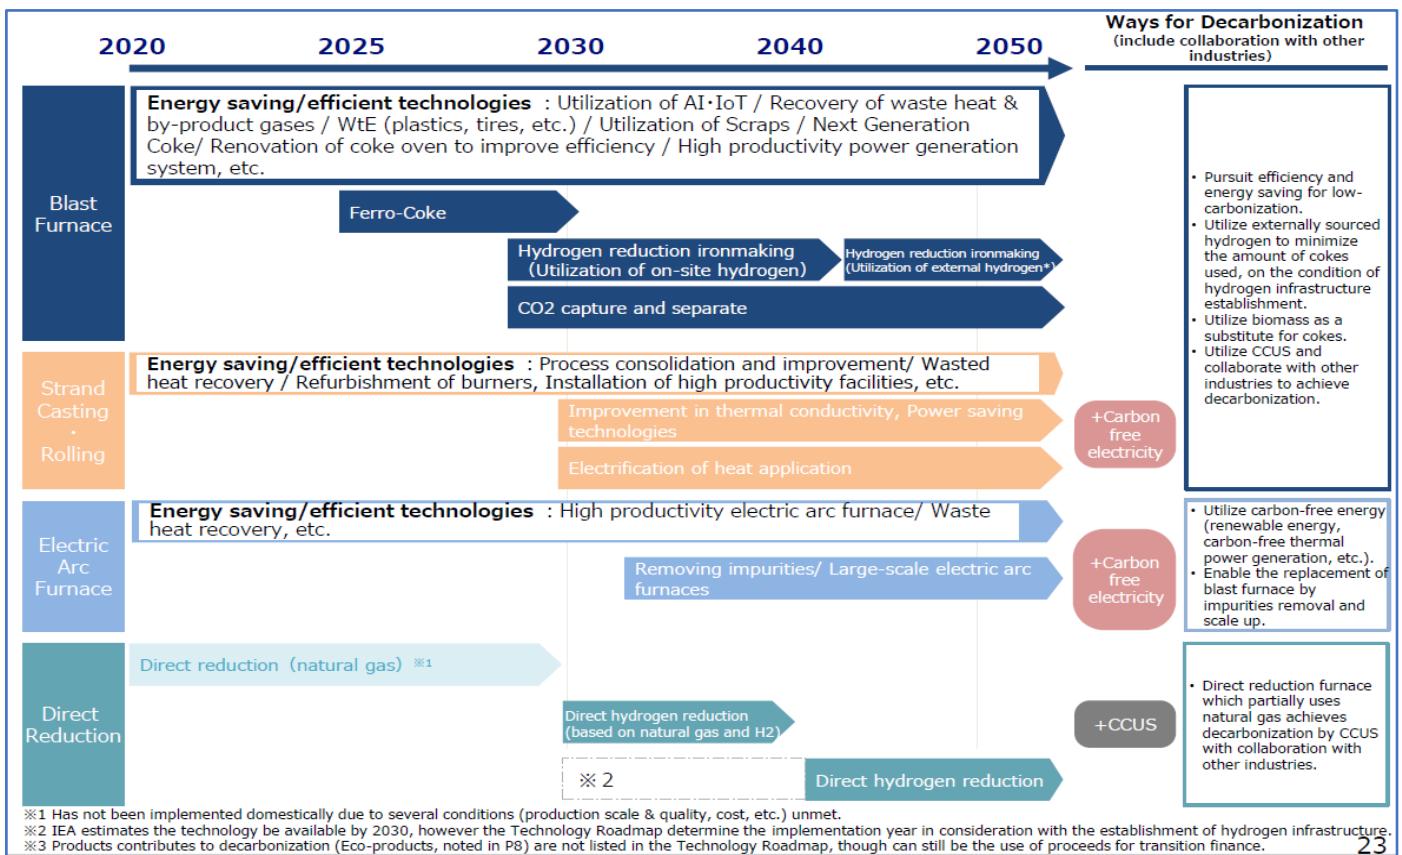 2020 2025 2030 2040 2050
Ways for Decarbonization
(include collaboration with other
industries)
Blast
Furnace
Energy saving/efficient technologies : Utilization of AI･IoT / Recovery of waste heat &
by-product gases / WtE (plastics, tires, etc.) / Utilization of Scraps / Next Generation
Coke/ Renovation of coke oven to improve efficiency / High productivity power generation
system, etc.
Ferro-Coke
Hydrogen reduction ironmaking
(Utilization of on-site hydrogen)
Hydrogen reduction ironmaking
(Utilization of external hydrogen*)
CO2 capture and separate
• Pursuit efficiency and
energy saving for low-
carbonization.
• Utilize externally sourced
hydrogen to minimize
the amount of cokes
used, on the condition of
hydrogen infrastructure
establishment.
• Utilize biomass as a
substitute for cokes.
• Utilize CCUS and
collaborate with other
industries to achieve
decarbonization.
Strand
Casting
・
Rolling
Energy saving/efficient technologies : Process consolidation and improvement/ Wasted
heat recovery / Refurbishment of burners, Installation of high productivity facilities, etc.
Improvement in thermal conductivity, Power saving
technologies
Electrification of heat application
+Carbon
free
electricity
Electric
Arc
Furnace
Energy saving/efficient technologies : High productivity electric arc furnace/ Waste
heat recovery, etc.
Removing impurities/ Large-scale electric arc
furnaces
+Carbon
free
electricity
• Utilize carbon-free energy
(renewable energy,
carbon-free thermal
power generation, etc.).
• Enable the replacement of
blast furnace by
impurities removal and
scale up.
Direct
Reduction
Direct reduction（natural gas）※1
Direct hydrogen reduction
(based on natural gas and H2)
※2
Direct hydrogen reduction
+CCUS
• Direct reduction furnace
which partially uses
natural gas achieves
decarbonization by CCUS
with collaboration with
other industries.
※1 Has not been implemented domestically due to several conditions (production scale & quality, cost, etc.) unmet.
※2 IEA estimates the technology be available by 2030, however the Technology Roadmap determine the implementation year in consideration with the establishment of hydrogen infrastructure.
※3 Products contributes to decarbonization (Eco-products, noted in P8) are not listed in the Technology Roadmap, though can still be the use of proceeds for transition finance.
23